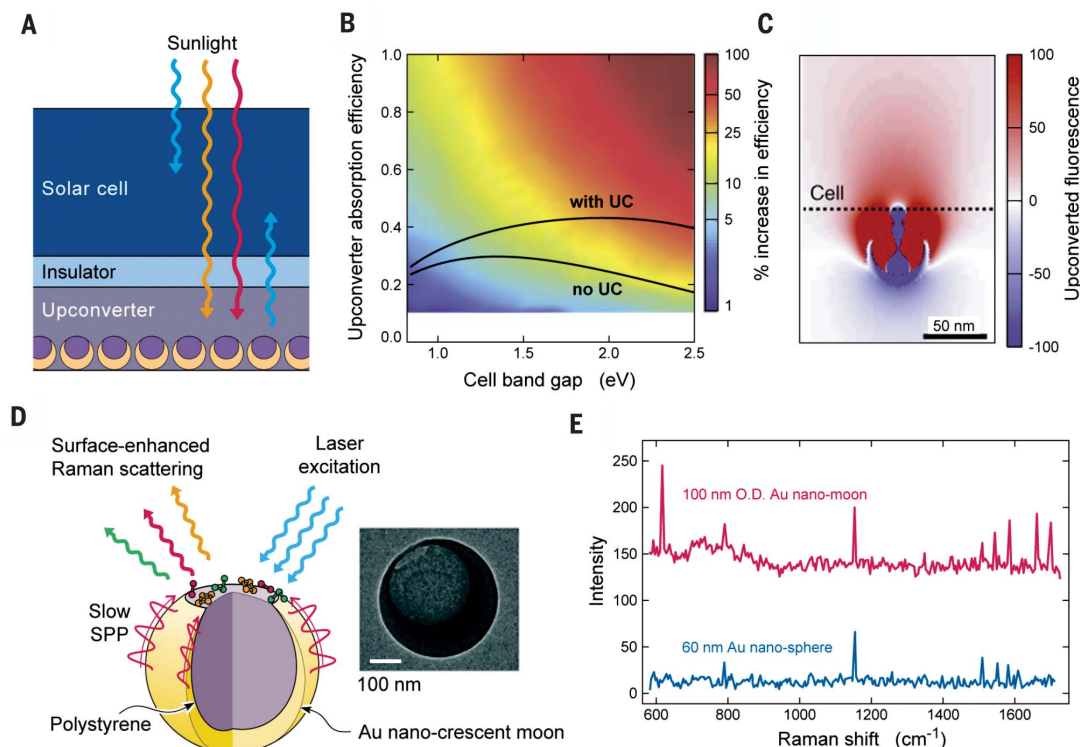 A
Sunlight
Solar cell
Insulator
Upconverter
B
Upconverter absorption efficiency
1.0
0.8
0.6
0.4
0.2
0.0
1.0
1.5
2.0
2.5
Cell band gap (eV)
with UC
no UC
100
50
25
10
5
1
% increase in efficiency
C
Cell
50 nm
100
50
0
-50
-100
Upconverted fluorescence
D
Surface-enhanced
Raman scattering
Laser
excitation
Slow
SPP
100 nm
Polystyrene
Au nano-crescent moon
E
Intensity
250
200
150
100
50
0
100 nm O.D. Au nano-moon
60 nm Au nano-sphere
600
800
1000
1200
1400
1600
Raman shift (cm-1)